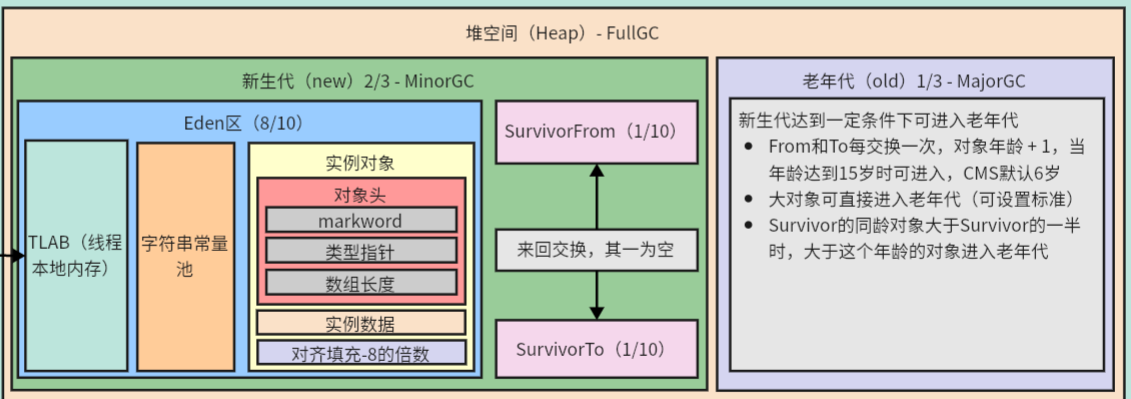 堆空间（Heap）- FullGC
新生代（new）2/3 - MinorGC
Eden区（8/10）
TLAB（线程
本地内存）
字符串常量
池
实例对象
对象头
markword
类型指针
数组长度
实例数据
对齐填充-8的倍数
SurvivorFrom（1/10）
来回交换，其一为空
SurvivorTo（1/10）
老年代（old）1/3 - MajorGC
新生代达到一定条件下可进入老年代
● From和To每交换一次，对象年龄 + 1，当
年龄达到15岁时可进入，CMS默认6岁
● 大对象可直接进入老年代（可设置标准）
● Survivor的同龄对象大于Survivor的一半
时，大于这个年龄的对象进入老年代